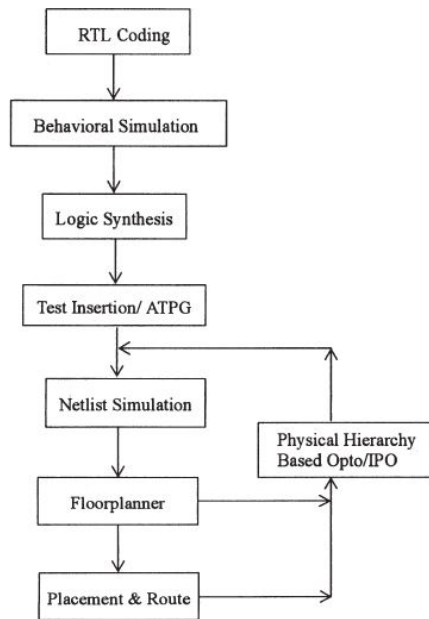 RTL Coding
Behavioral Simulation
Logic Synthesis
Test Insertion/ ATPG
Netlist Simulation
Physical Hierarchy
Based Opto/IPO
Floorplanner
Placement & Route